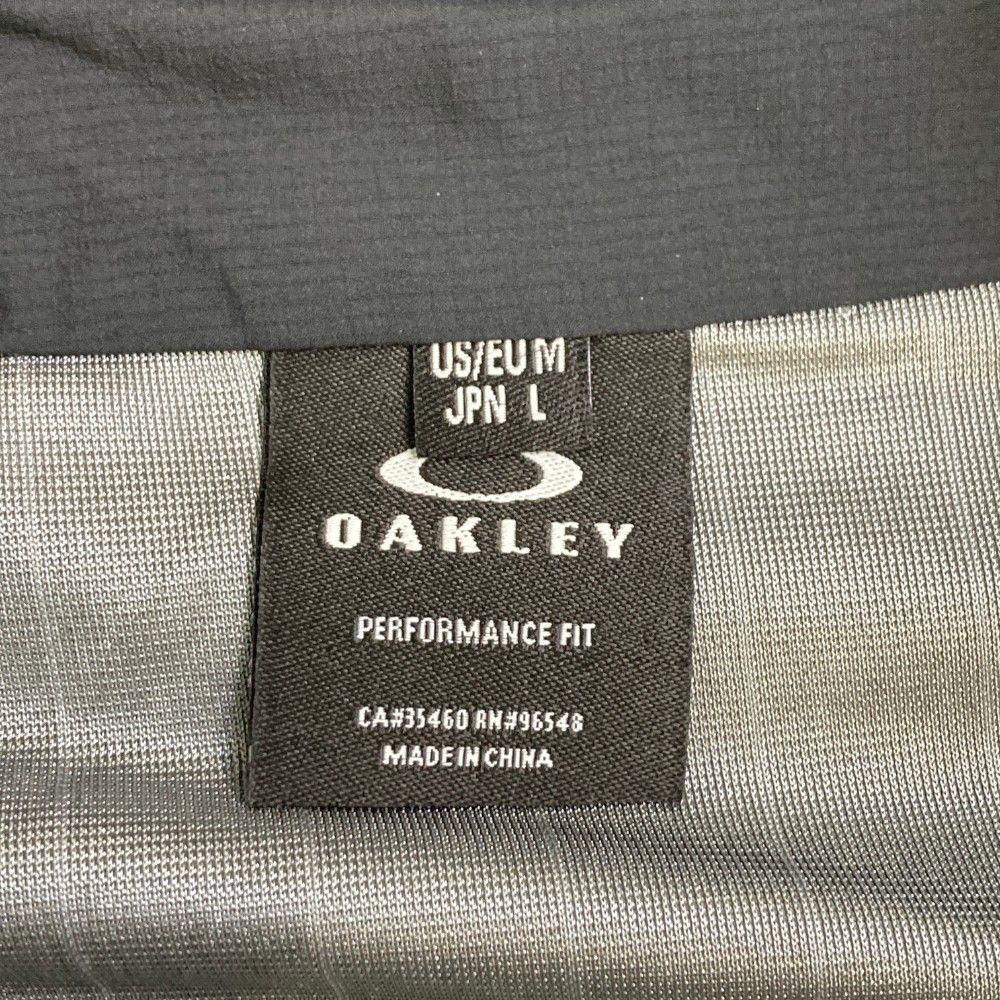 US/EU M
JPN L
OAKLEY
PERFORMANCE FIT
CA#35460 RN#96548
MADE IN CHINA